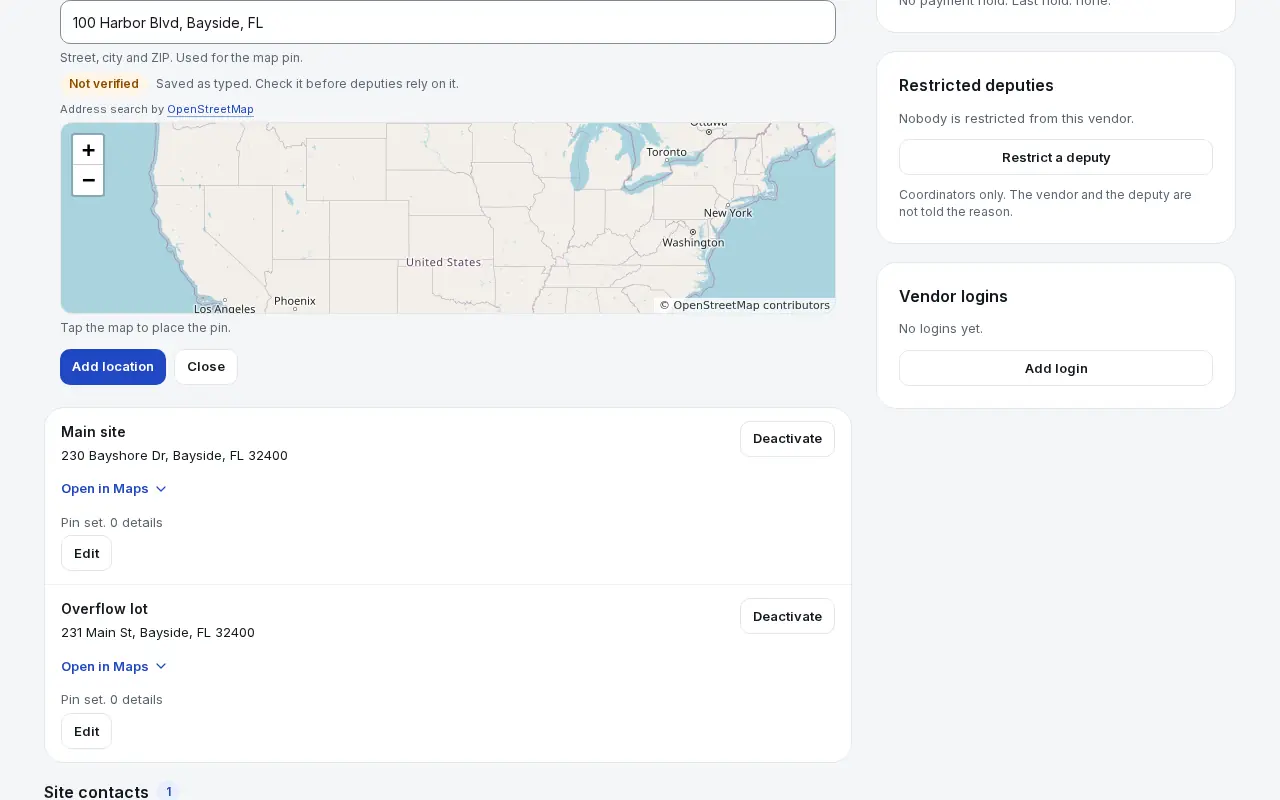 100 Harbor Blvd, Bayside, FL
Street, city and ZIP. Used for the map pin.
Not verified Saved as typed. Check it before deputies rely on it.
Address search by OpenStreetMap
+
−
Ottawa
Toronto
New York
Washington
United States
Phoenix
Los Angeles
© OpenStreetMap contributors
Tap the map to place the pin.
Add location Close
Main site
230 Bayshore Dr, Bayside, FL 32400
Deactivate
Open in Maps
Pin set. 0 details
Edit
Overflow lot
231 Main St, Bayside, FL 32400
Deactivate
Open in Maps
Pin set. 0 details
Edit
Site contacts 1
No payment hold. Last hold: none.
Restricted deputies
Nobody is restricted from this vendor.
Restrict a deputy
Coordinators only. The vendor and the deputy are
not told the reason.
Vendor logins
No logins yet.
Add login